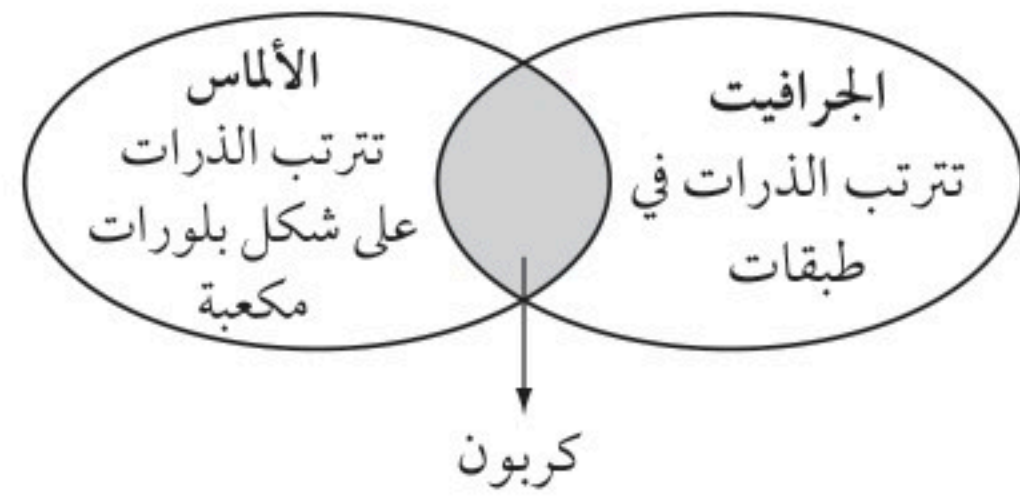 الجرافيت
تترتب الذرات في
طبقات
الألماس
تترتب الذرات
على شكل بلورات
مكعبة
كربون